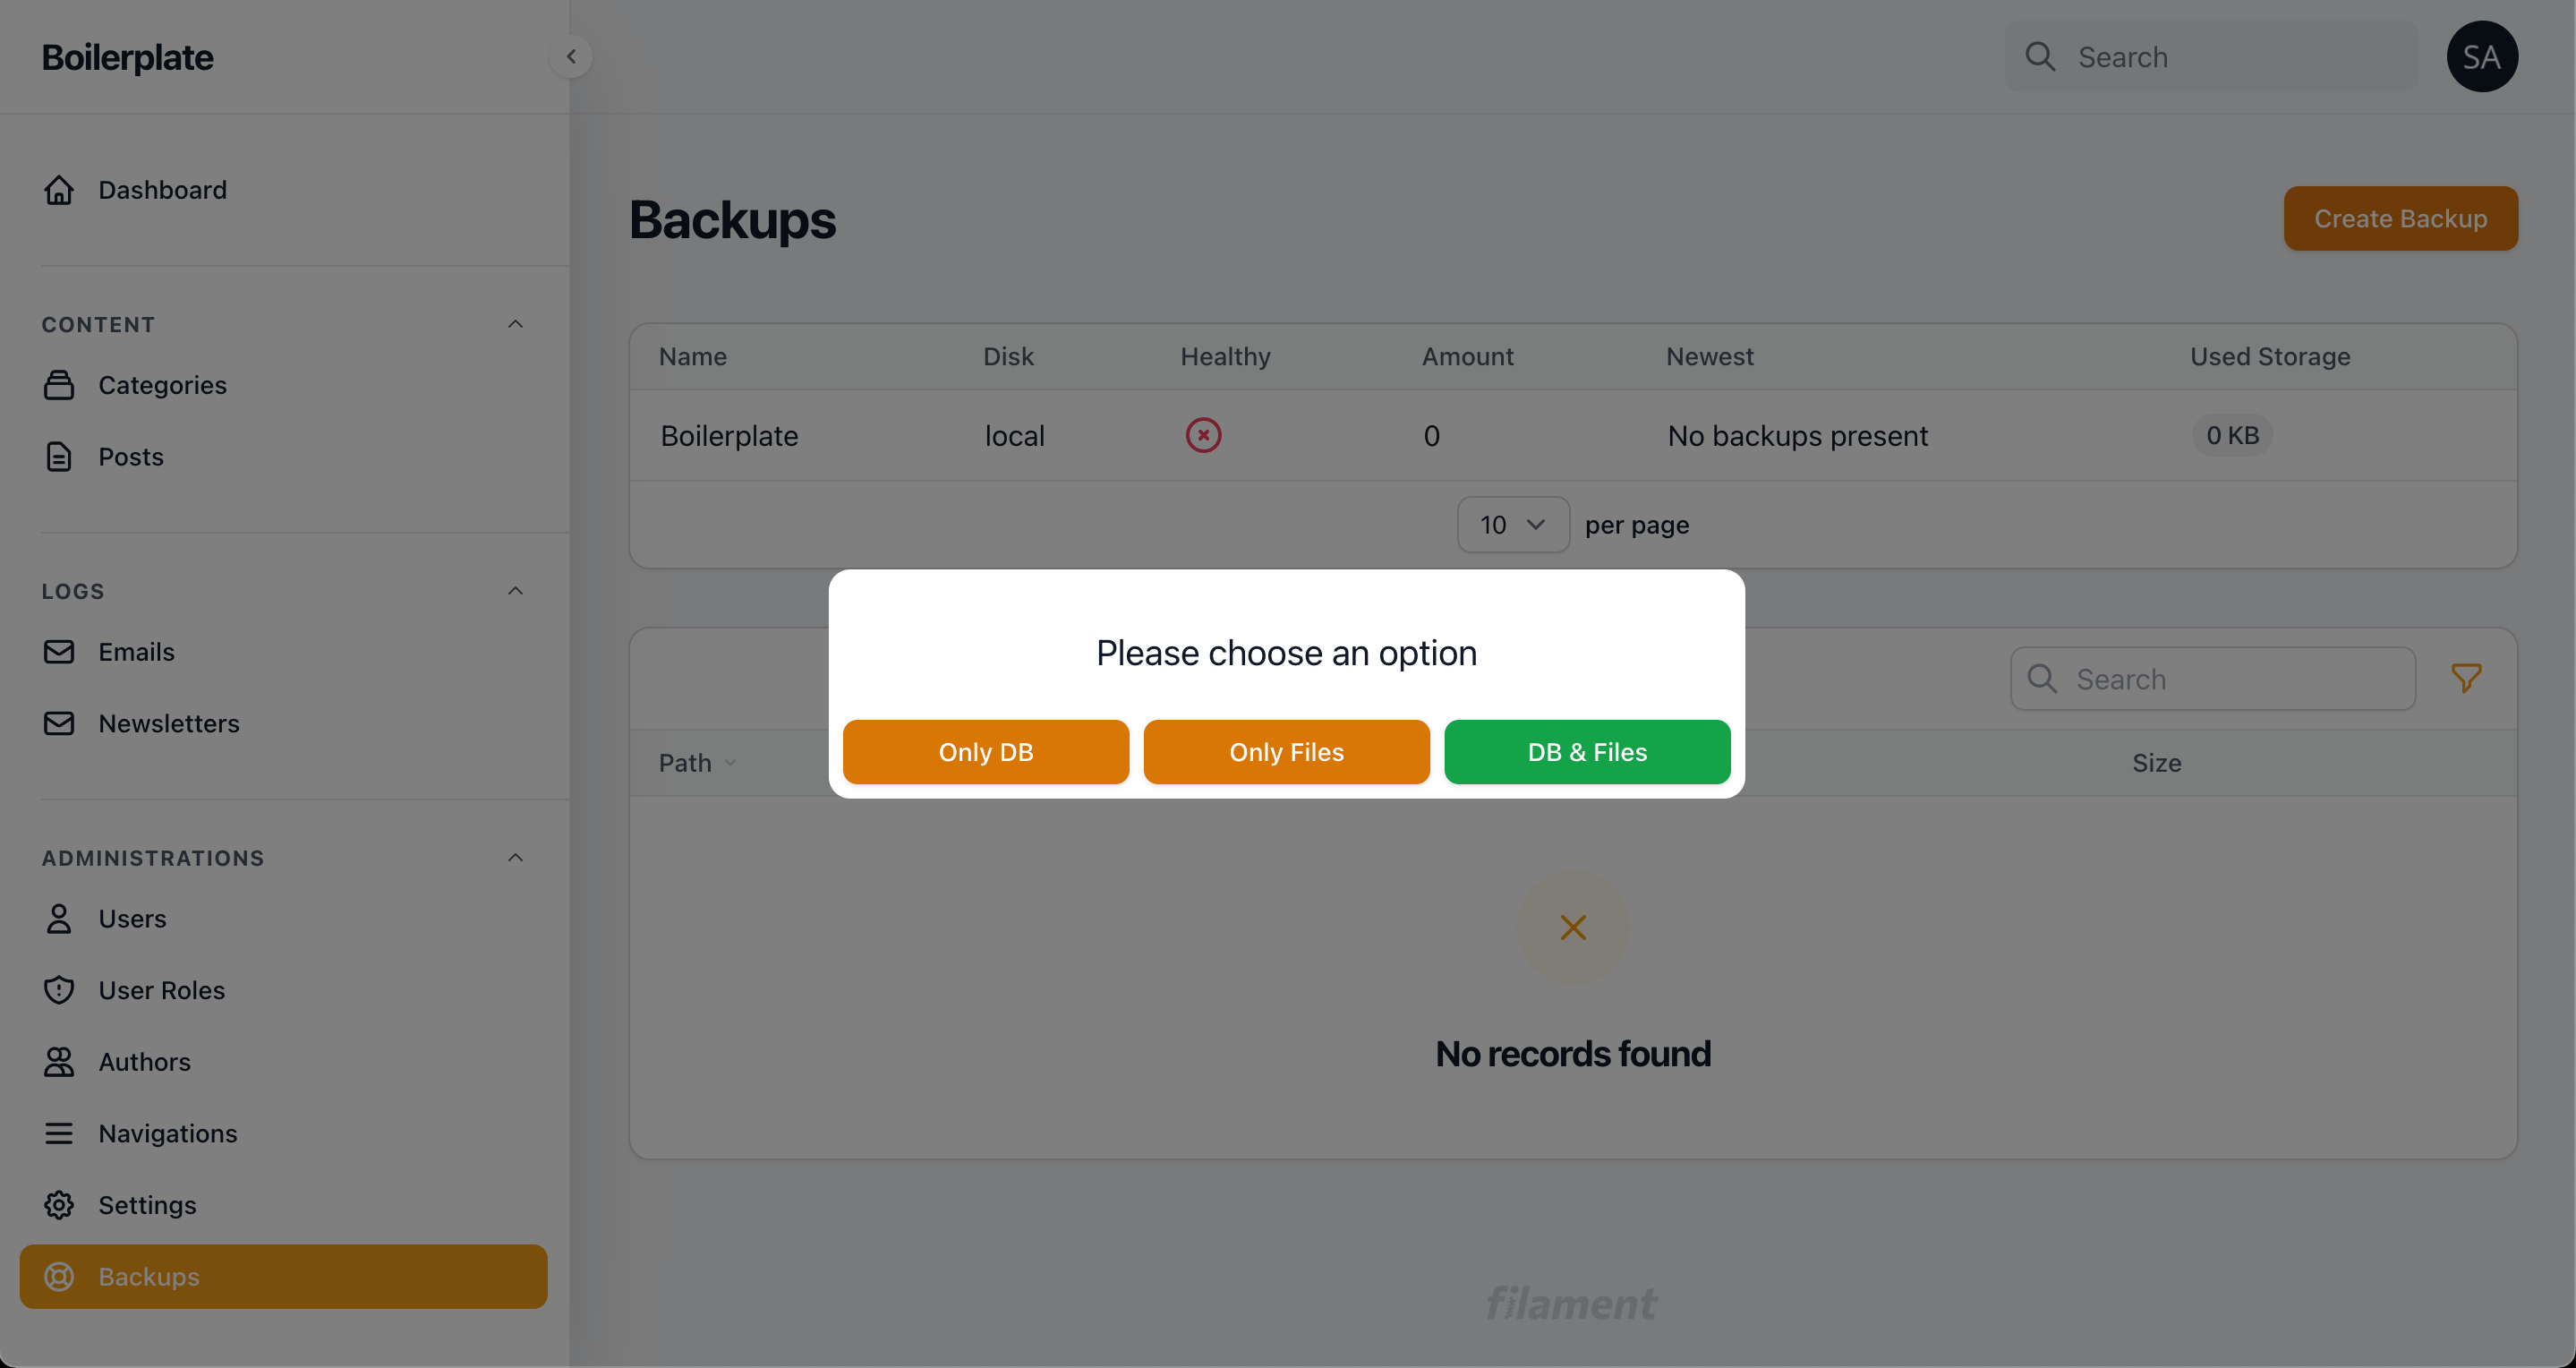 Boilerplate
Search
SA
Dashboard
CONTENT
Categories
Posts
LOGS
Emails
Newsletters
ADMINISTRATIONS
Users
User Roles
Authors
Navigations
Settings
Backups
Backups
Create Backup
Name Disk Healthy Amount Newest Used Storage
Boilerplate local 0 No backups present 0 KB
10 per page
Please choose an option
Only DB Only Files DB & Files
Search
Path Size
No records found
filament